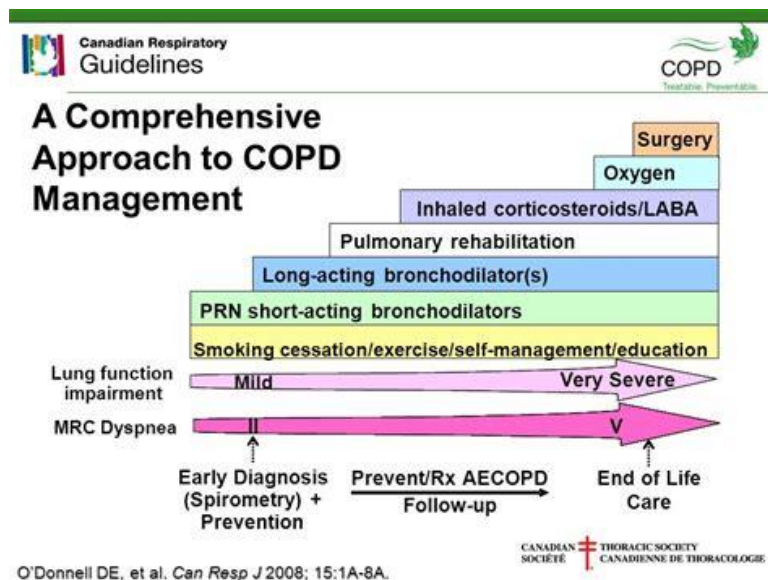 Canadian Respiratory
Guidelines
COPD
Treatable. Preventable.
A Comprehensive
Approach to COPD
Management
Surgery
Oxygen
Inhaled corticosteroids/LABA
Pulmonary rehabilitation
Long-acting bronchodilator(s)
PRN short-acting bronchodilators
Smoking cessation/exercise/self-management/education
Lung function
impairment
Mild
Very Severe
MRC Dyspnea
II
V
Early Diagnosis
(Spirometry) +
Prevention
Prevent/Rx AECOPD
Follow-up
End of Life
Care
CANADIAN THORACIC SOCIETY
SOCIÉTÉ CANADIENNE DE THORACOLOGIE
O'Donnell DE, et al. Can Resp J 2008; 15:1A-8A.